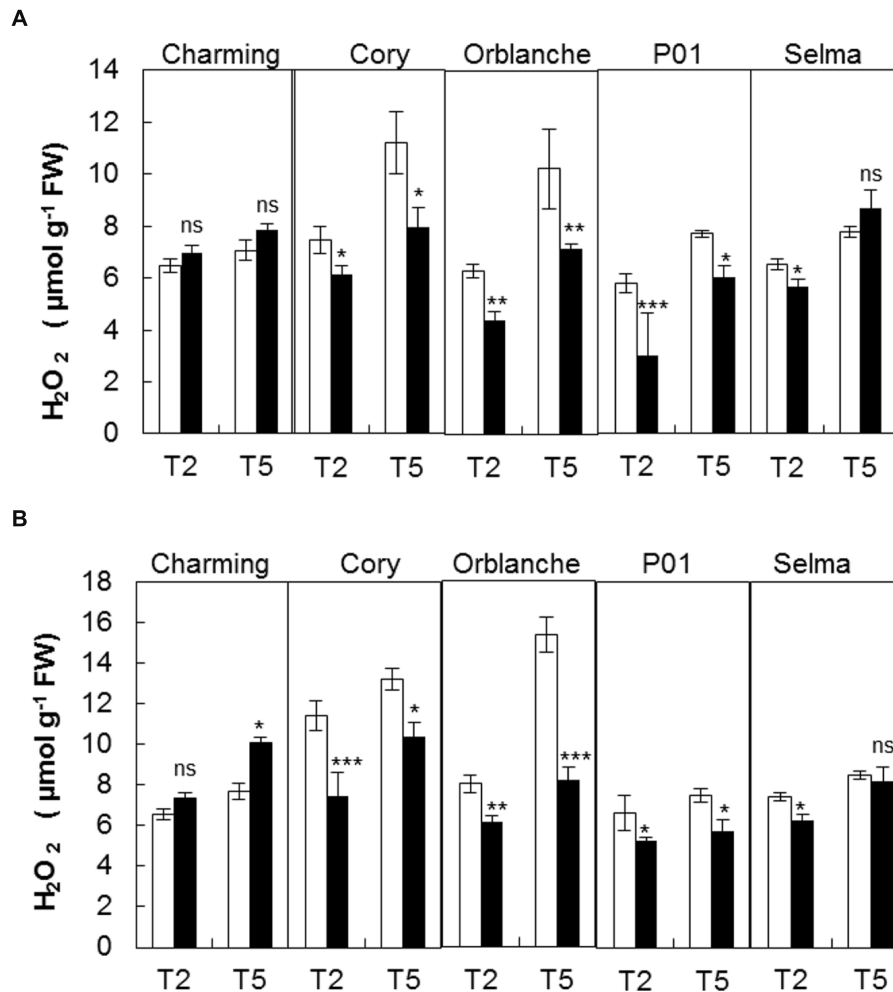 A
Charming Cory Orblanche P01 Selma
14
12
10
8
6
4
2
0
H₂O₂ ( µmol g⁻¹ FW)
ns ns * * ** ** *** * * ns
T2 T5 T2 T5 T2 T5 T2 T5 T2 T5
B
Charming Cory Orblanche P01 Selma
18
16
14
12
10
8
6
4
2
0
H₂O₂ ( µmol g⁻¹ FW)
ns * *** * ** *** * * * ns
T2 T5 T2 T5 T2 T5 T2 T5 T2 T5